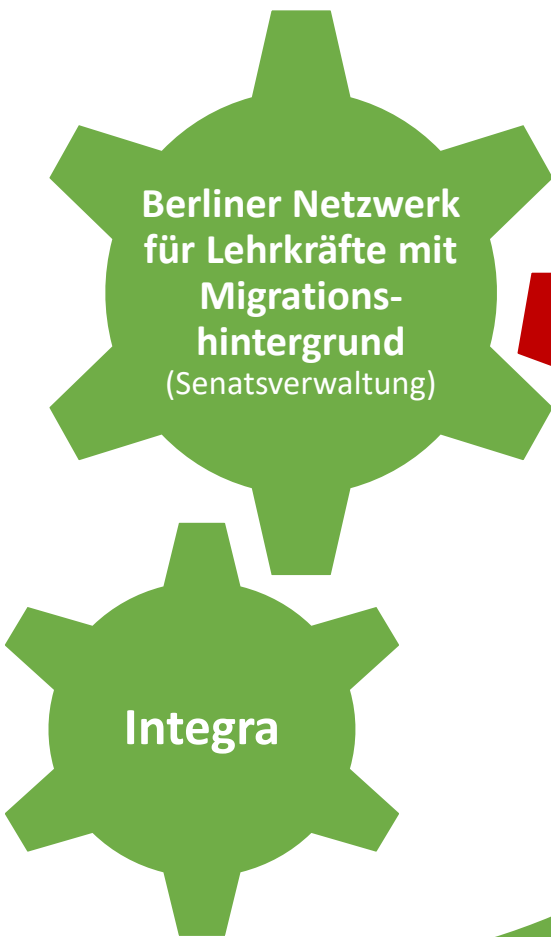 Berliner Netzwerk
für Lehrkräfte mit
Migrations-
hintergrund
(Senatsverwaltung)
Integra